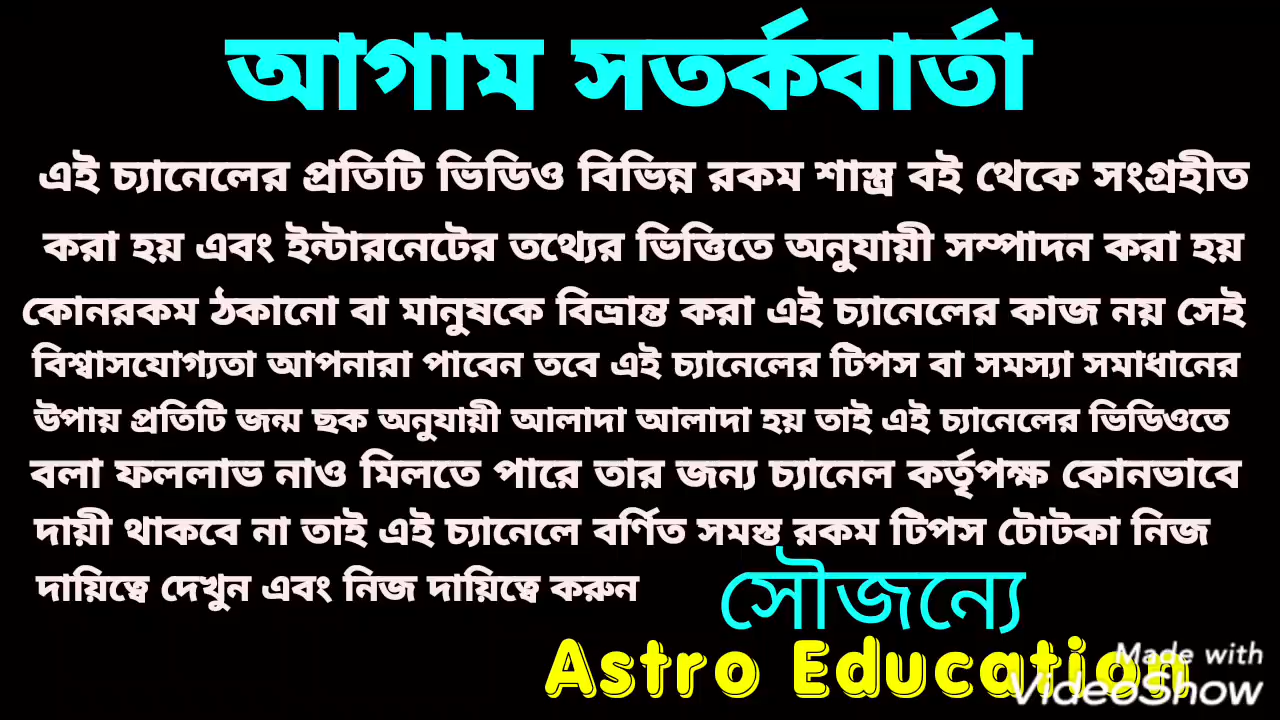 আগাম সতর্কবার্তা
এই চ্যানেলের প্রতিটি ভিডিও বিভিন্ন রকম শাস্ত্র বই থেকে সংগ্রহীত
করা হয় এবং ইন্টারনেটের তথ্যের ভিত্তিতে অনুযায়ী সম্পাদন করা হয়
কোনরকম ঠকানো বা মানুষকে বিভ্রান্ত করা এই চ্যানেলের কাজ নয় সেই
বিশ্বাসযোগ্যতা আপনারা পাবেন তবে এই চ্যানেলের টিপস বা সমস্যা সমাধানের
উপায় প্রতিটি জন্ম ছক অনুযায়ী আলাদা আলাদা হয় তাই এই চ্যানেলের ভিডিওতে
বলা ফললাভ নাও মিলতে পারে তার জন্য চ্যানেল কর্তৃপক্ষ কোনভাবে
দায়ী থাকবে না তাই এই চ্যানেলে বর্ণিত সমস্ত রকম টিপস টোটকা নিজ
দায়িত্বে দেখুন এবং নিজ দায়িত্বে করুন
সৌজন্যে
Astro Education
Made with
VideoShow